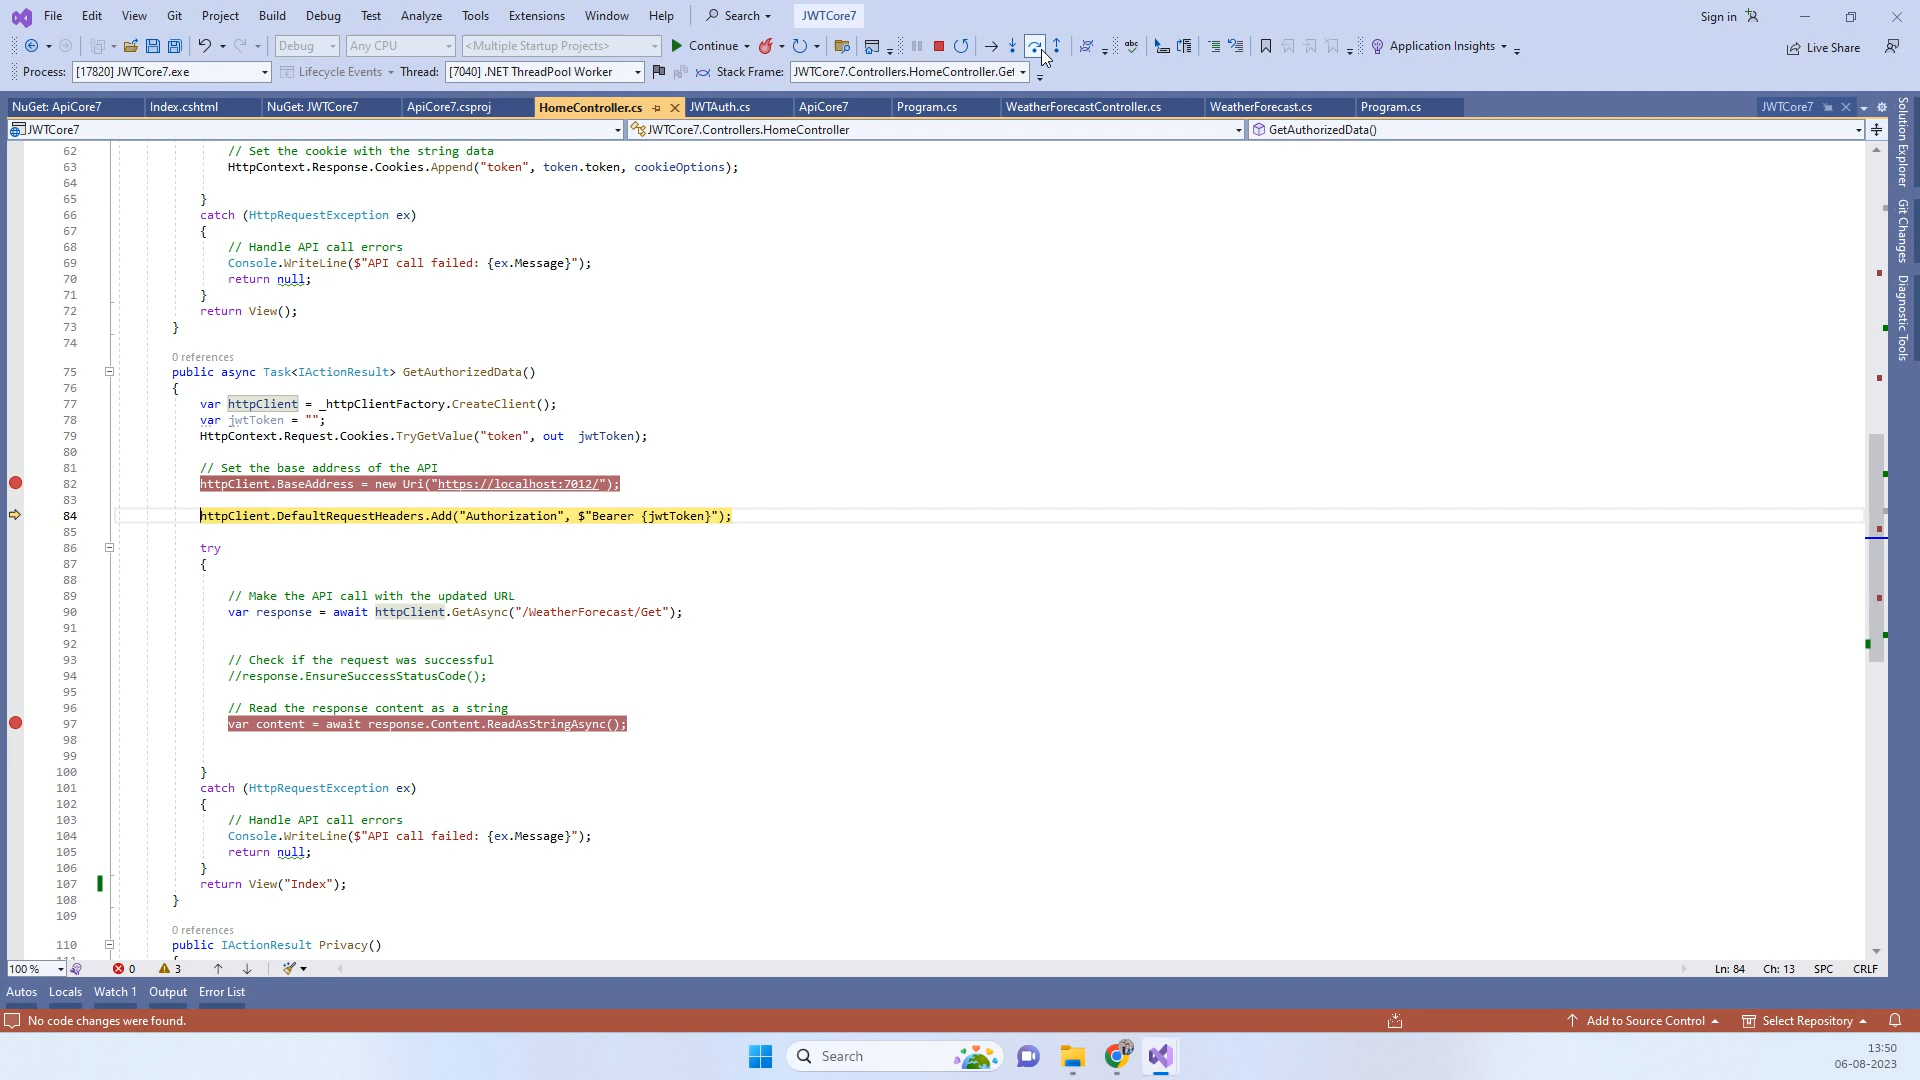 File Edit View Git Project Build Debug Test Analyze Tools Extensions Window Help Search JWTCore7 Sign in
Debug Any CPU <Multiple Startup Projects> Continue Application Insights Live Share
Process: [17820] JWTCore7.exe Lifecycle Events Thread: [7040] .NET ThreadPool Worker Stack Frame: JWTCore7.Controllers.HomeController.Get
NuGet: ApiCore7 Index.cshtml NuGet: JWTCore7 ApiCore7.csproj HomeController.cs JWTAuth.cs ApiCore7 Program.cs WeatherForecastController.cs WeatherForecast.cs Program.cs JWTCore7
JWTCore7 JWTCore7.Controllers.HomeController GetAuthorizedData()
Solution Explorer
Git Changes
Diagnostic Tools
62 // Set the cookie with the string data
63 HttpContext.Response.Cookies.Append("token", token.token, cookieOptions);
64
65 }
66 catch (HttpRequestException ex)
67 {
68 // Handle API call errors
69 Console.WriteLine($"API call failed: {ex.Message}");
70 return null;
71 }
72 return View();
73 }
74
0 references
75 public async Task<IActionResult> GetAuthorizedData()
76 {
77 var httpClient = _httpClientFactory.CreateClient();
78 var jwtToken = "";
79 HttpContext.Request.Cookies.TryGetValue("token", out  jwtToken);
80
81 // Set the base address of the API
82 httpClient.BaseAddress = new Uri("https://localhost:7012/");
83
84 httpClient.DefaultRequestHeaders.Add("Authorization", $"Bearer {jwtToken}");
85
86 try
87 {
88
89 // Make the API call with the updated URL
90 var response = await httpClient.GetAsync("/WeatherForecast/Get");
91
92
93 // Check if the request was successful
94 //response.EnsureSuccessStatusCode();
95
96 // Read the response content as a string
97 var content = await response.Content.ReadAsStringAsync();
98
99
100 }
101 catch (HttpRequestException ex)
102 {
103 // Handle API call errors
104 Console.WriteLine($"API call failed: {ex.Message}");
105 return null;
106 }
107 return View("Index");
108 }
109
0 references
110 public IActionResult Privacy()
100 % 0 3 Ln: 84 Ch: 13 SPC CRLF
Autos Locals Watch 1 Output Error List
No code changes were found. Add to Source Control Select Repository
Search
13:50
06-08-2023